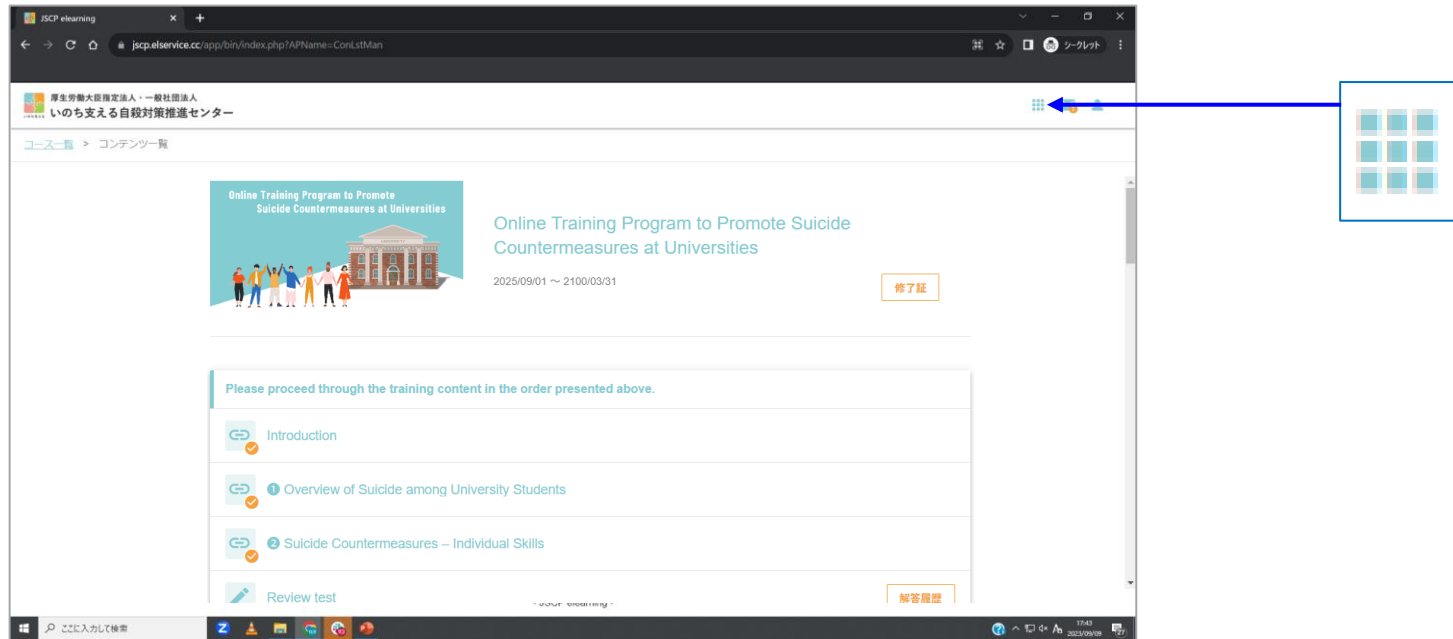 JSCP elearning
jscp.elservice.cc/app/bin/index.php?APName=ConLstMan
シークレット
厚生労働大臣指定法人・一般社団法人
いのち支える自殺対策推進センター
コース一覧 > コンテンツ一覧
Online Training Program to Promote
Suicide Countermeasures at Universities
UNIVERSITY
Online Training Program to Promote Suicide
Countermeasures at Universities
2025/09/01 ～ 2100/03/31
修了証
Please proceed through the training content in the order presented above.
Introduction
❶ Overview of Suicide among University Students
❷ Suicide Countermeasures – Individual Skills
Review test
解答履歴
- JSCP elearning -
ここに入力して検索
17:43
2023/09/09
27